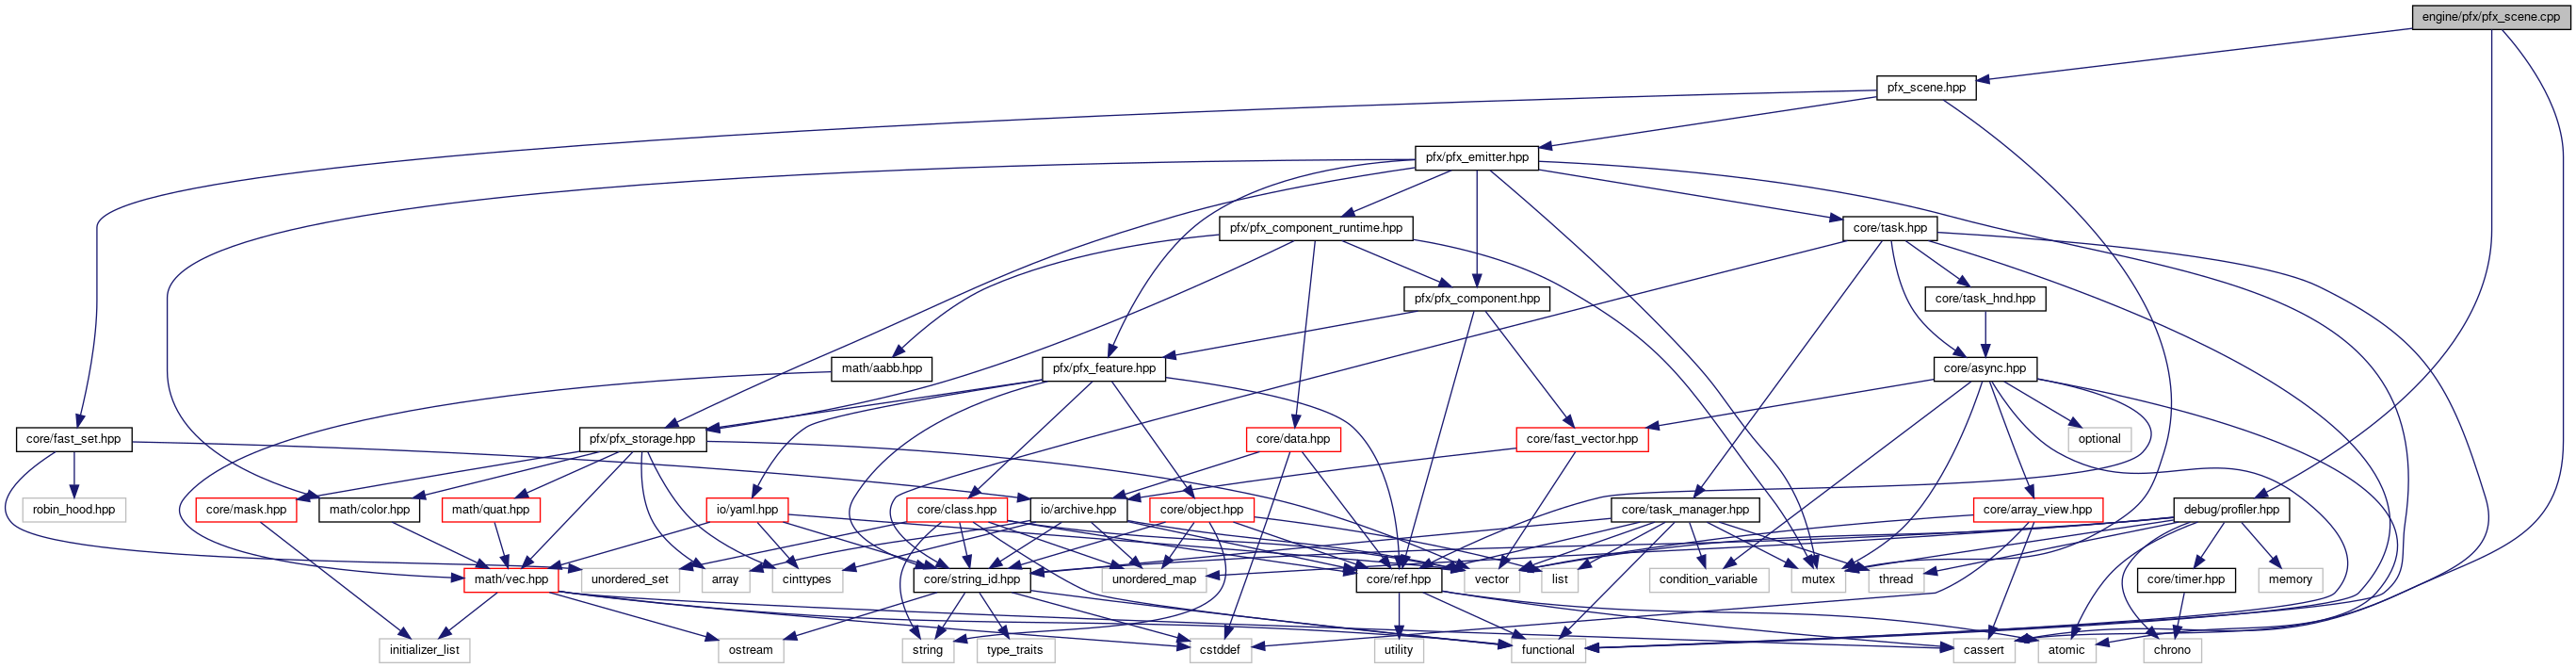 engine/pfx/pfx_scene.cpp
pfx_scene.hpp
pfx/pfx_emitter.hpp
pfx/pfx_component_runtime.hpp
core/task.hpp
pfx/pfx_component.hpp
core/task_hnd.hpp
math/aabb.hpp
pfx/pfx_feature.hpp
core/async.hpp
core/fast_set.hpp
pfx/pfx_storage.hpp
core/data.hpp
core/fast_vector.hpp
optional
robin_hood.hpp
core/mask.hpp
math/color.hpp
math/quat.hpp
io/yaml.hpp
core/class.hpp
io/archive.hpp
core/object.hpp
core/task_manager.hpp
core/array_view.hpp
debug/profiler.hpp
math/vec.hpp
unordered_set
array
cinttypes
core/string_id.hpp
unordered_map
core/ref.hpp
vector
list
condition_variable
mutex
thread
core/timer.hpp
memory
initializer_list
ostream
string
type_traits
cstddef
utility
functional
cassert
atomic
chrono